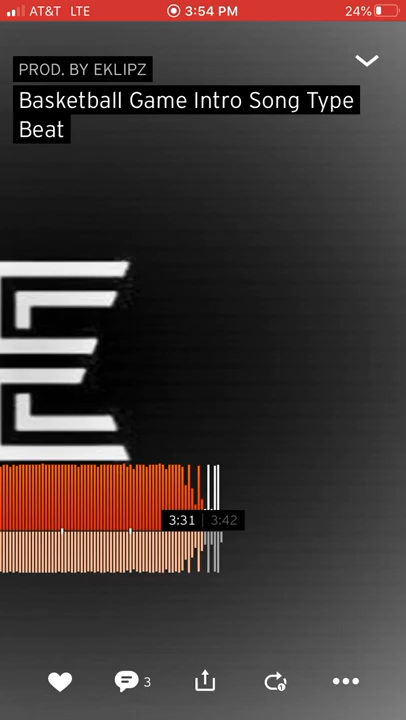 AT&T LTE 3:54 PM 24%
PROD. BY EKLIPZ
Basketball Game Intro Song Type
Beat
3:31 | 3:42
3
1